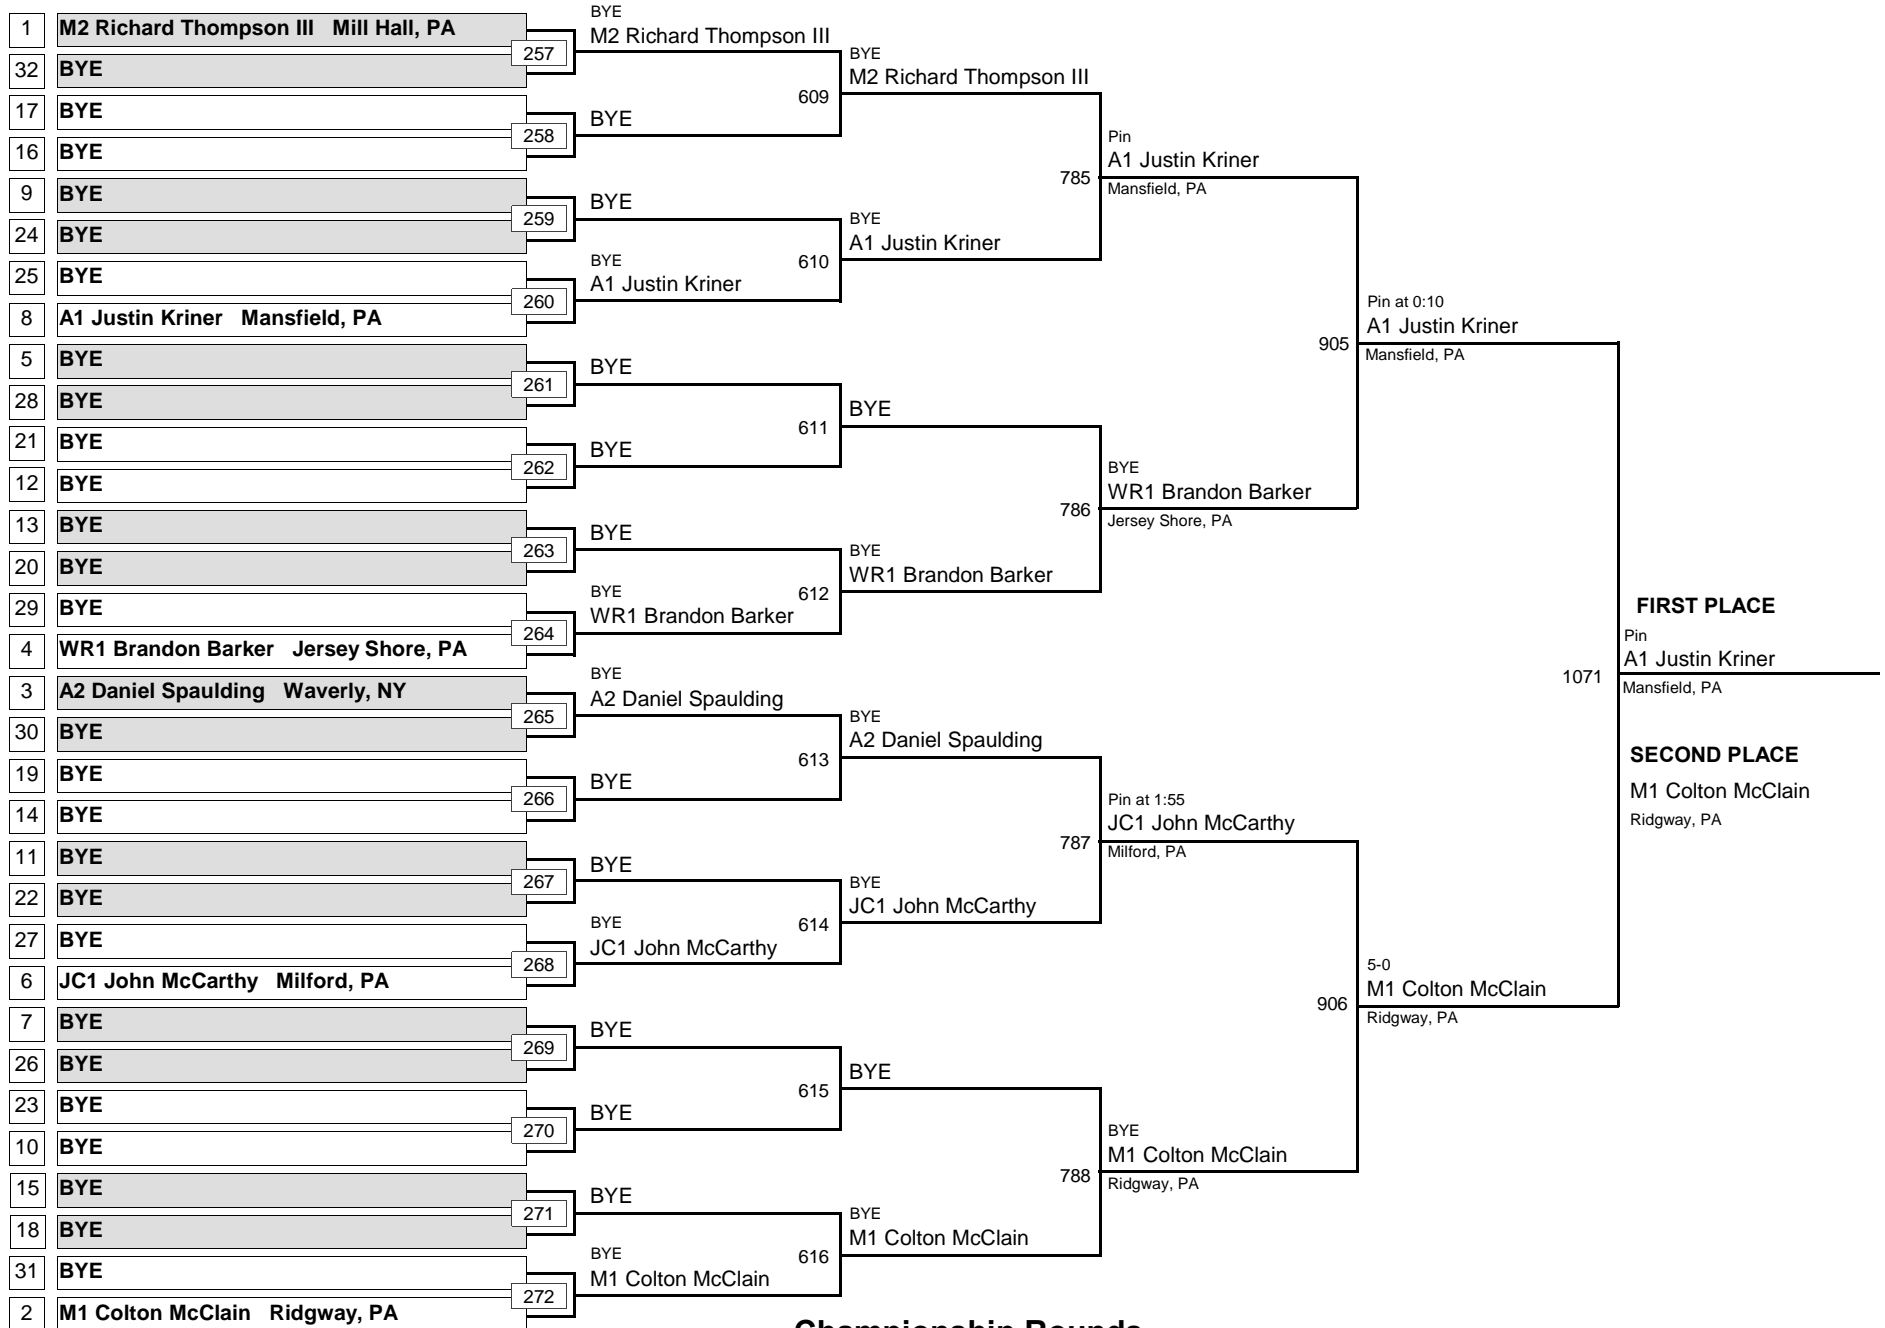 1 M2 Richard Thompson III Mill Hall, PA
32 BYE
17 BYE
16 BYE
9 BYE
24 BYE
25 BYE
8 A1 Justin Kriner Mansfield, PA
5 BYE
28 BYE
21 BYE
12 BYE
13 BYE
20 BYE
29 BYE
4 WR1 Brandon Barker Jersey Shore, PA
3 A2 Daniel Spaulding Waverly, NY
30 BYE
19 BYE
14 BYE
11 BYE
22 BYE
27 BYE
6 JC1 John McCarthy Milford, PA
7 BYE
26 BYE
23 BYE
10 BYE
15 BYE
18 BYE
31 BYE
2 M1 Colton McClain Ridgway, PA
257
258
259
260
261
262
263
264
265
266
267
268
269
270
271
272
BYE
M2 Richard Thompson III
BYE
BYE
BYE
A1 Justin Kriner
BYE
BYE
BYE
BYE
WR1 Brandon Barker
BYE
A2 Daniel Spaulding
BYE
BYE
BYE
JC1 John McCarthy
BYE
BYE
BYE
BYE
M1 Colton McClain
609
610
611
612
613
614
615
616
BYE
M2 Richard Thompson III
BYE
A1 Justin Kriner
BYE
BYE
WR1 Brandon Barker
BYE
A2 Daniel Spaulding
BYE
JC1 John McCarthy
BYE
BYE
M1 Colton McClain
785
786
787
788
Pin
A1 Justin Kriner
Mansfield, PA
BYE
WR1 Brandon Barker
Jersey Shore, PA
Pin at 1:55
JC1 John McCarthy
Milford, PA
BYE
M1 Colton McClain
Ridgway, PA
905
906
Pin at 0:10
A1 Justin Kriner
Mansfield, PA
5-0
M1 Colton McClain
Ridgway, PA
1071
FIRST PLACE
Pin
A1 Justin Kriner
Mansfield, PA
SECOND PLACE
M1 Colton McClain
Ridgway, PA
Championship Rounds